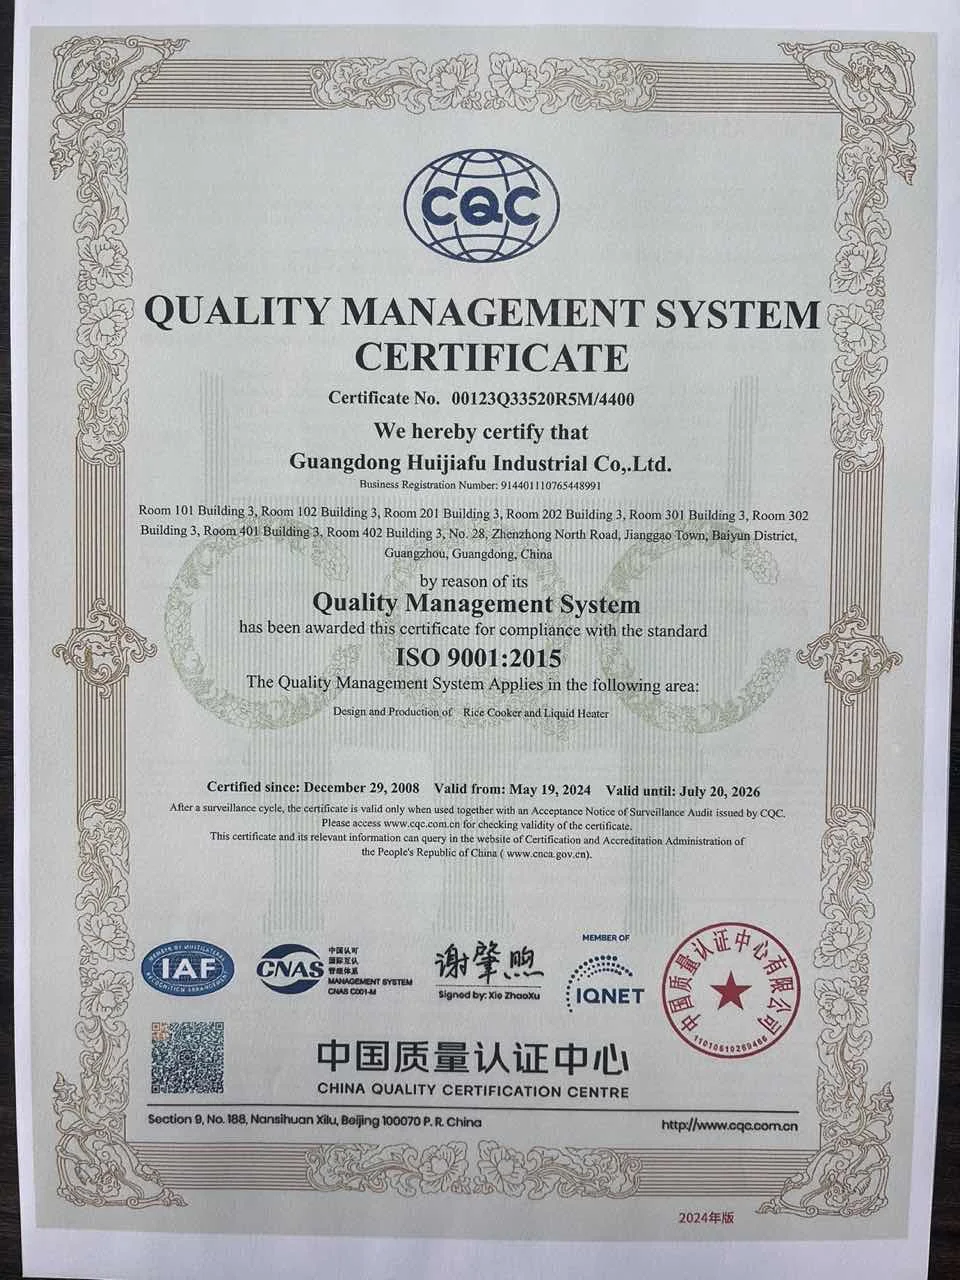 CQC
QUALITY MANAGEMENT SYSTEM
CERTIFICATE
Certificate No. 00123Q33520R5M/4400
We hereby certify that
Guangdong Huijiafu Industrial Co,.Ltd.
Business Registration Number: 914401110765448991
Room 101 Building 3, Room 102 Building 3, Room 201 Building 3, Room 202 Building 3, Room 301 Building 3, Room 302
Building 3, Room 401 Building 3, Room 402 Building 3, No. 28, Zhenzhong North Road, Jianggao Town, Baiyun District,
Guangzhou, Guangdong, China
by reason of its
Quality Management System
has been awarded this certificate for compliance with the standard
ISO 9001:2015
The Quality Management System Applies in the following area:
Design and Production of Rice Cooker and Liquid Heater
Certified since: December 29, 2008 Valid from: May 19, 2024 Valid until: July 20, 2026
After a surveillance cycle, the certificate is valid only when used together with an Acceptance Notice of Surveillance Audit issued by CQC.
Please access www.cqc.com.cn for checking validity of the certificate.
This certificate and its relevant information can query in the website of Certification and Accreditation Administration of
the People's Republic of China ( www.cnca.gov.cn).
MEMBER OF MULTILATERAL
IAF
RECOGNITION ARRANGEMENT
CNAS
中国认可
国际互认
管理体系
MANAGEMENT SYSTEM
CNAS C001-M
谢肇煦
Signed by: Xie ZhaoXu
MEMBER OF
IQNET
中国质量认证中心有限公司
11010610269466
中国质量认证中心
CHINA QUALITY CERTIFICATION CENTRE
Section 9, No. 188, Nansihuan Xilu, Beijing 100070 P. R. China
http://www.cqc.com.cn
2024年版